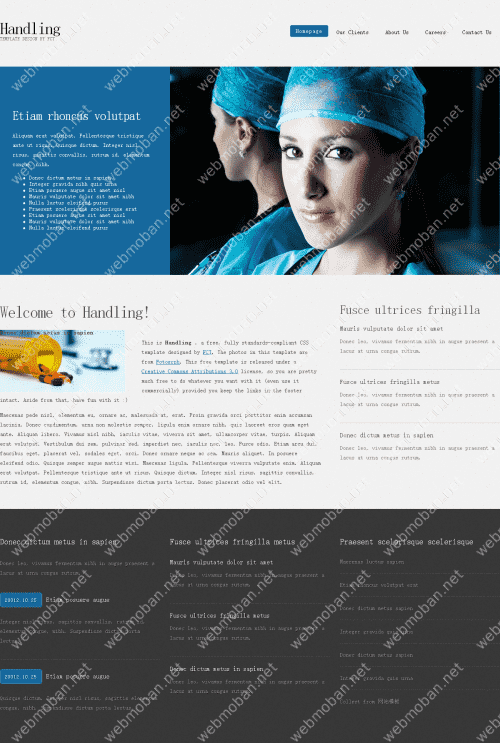 Handling
TEMPLATE DESIGN BY FCT
Homepage
Our Clients
About Us
Careers
Contact Us
Etiam rhoncus volutpat
Aliquam erat volutpat. Pellentesque tristique
ante ut risus. Quisque dictum. Integer nisl
risus, sagittis convallis, rutrum id, elementum
congue, nibh.
Donec dictum metus in sapien
Integer gravida nibh quis urna
Etiam posuere augue sit amet nisl
Mauris vulputate dolor sit amet nibh
Nulla luctus eleifend purus
Praesent scelerisque scelerisque erat
Etiam posuere augue sit amet nisl
Mauris vulputate dolor sit amet nibh
Nulla luctus eleifend purus
Welcome to Handling!
Donec dictum metus in sapien
This is Handling , a free, fully standards-compliant CSS
template designed by FCT. The photos in this template are
from Fotogrph. This free template is released under a
Creative Commons Attributions 3.0 license, so you are pretty
much free to do whatever you want with it (even use it
commercially) provided you keep the links in the footer
intact. Aside from that, have fun with it :)
Maecenas pede nisl, elementum eu, ornare ac, malesuada at, erat. Proin gravida orci porttitor enim accumsan
lacinia. Donec condimentum, urna non molestie semper, ligula enim ornare nibh, quis laoreet eros quam eget
ante. Aliquam libero. Vivamus nisl nibh, iaculis vitae, viverra sit amet, ullamcorper vitae, turpis. Aliquam
erat volutpat. Vestibulum dui sem, pulvinar sed, imperdiet nec, iaculis nec, leo. Fusce odio. Etiam arcu dui,
faucibus eget, placerat vel, sodales eget, orci. Donec ornare neque ac sem. Mauris aliquet. In posuere
eleifend odio. Quisque semper augue mattis wisi. Maecenas ligula. Pellentesque viverra vulputate enim. Aliquam
erat volutpat. Pellentesque tristique ante ut risus. Quisque dictum. Integer nisl risus, sagittis convallis,
rutrum id, elementum congue, nibh. Suspendisse dictum porta lectus. Donec placerat odio vel elit.
Fusce ultrices fringilla
Mauris vulputate dolor sit amet
Donec leo, vivamus fermentum nibh in augue praesent a
lacus at urna congue rutrum.
Fusce ultrices fringilla metus
Donec leo, vivamus fermentum nibh in augue praesent a
lacus at urna congue rutrum.
Donec dictum metus in sapien
Donec leo, vivamus fermentum nibh in augue praesent a
lacus at urna congue rutrum.
Donec dictum metus in sapien
Donec leo, vivamus fermentum nibh in augue praesent a
lacus at urna congue rutrum.
20012.10.25
Etiam posuere augue
Integer nisl risus, sagittis convallis, rutrum id,
elementum congue, nibh. Suspendisse dictum porta
lectus.
20012.10.25
Etiam posuere augue
Quisque dictum. Integer nisl risus, sagittis elementum
congue, nibh. Suspendisse dictum porta lectus.
Fusce ultrices fringilla metus
Mauris vulputate dolor sit amet
Donec leo, vivamus fermentum nibh in augue praesent a
lacus at urna congue rutrum.
Fusce ultrices fringilla metus
Donec leo, vivamus fermentum nibh in augue praesent a
lacus at urna congue rutrum.
Donec dictum metus in sapien
Donec leo, vivamus fermentum nibh in augue praesent a
lacus at urna congue rutrum.
Praesent scelerisque scelerisque
Maecenas luctus sapien
Etiam rhoncus volutpat erat
Donec dictum metus sapien
Integer gravida quis urna
Donec dictum metus sapien
Integer gravida quis urna
Collect from 网站模板
webmoban.net